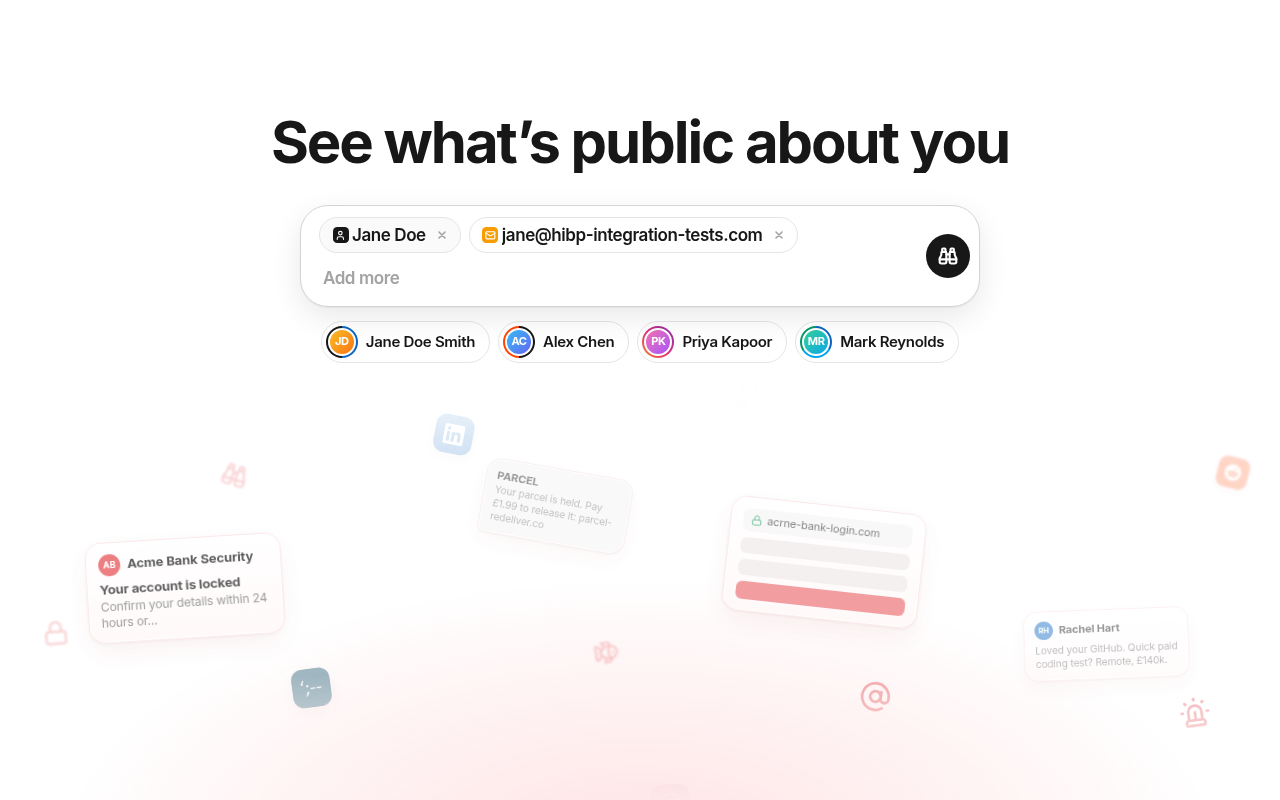 See what’s public about you
Jane Doe
jane@hibp-integration-tests.com
Add more
JD Jane Doe Smith
AC Alex Chen
PK Priya Kapoor
MR Mark Reynolds
in
PARCEL
Your parcel is held. Pay
£1.99 to release it: parcel-
redeliver.co
acrne-bank-login.com
AB Acme Bank Security
Your account is locked
Confirm your details within 24
hours or...
RH Rachel Hart
Loved your GitHub. Quick paid
coding test? Remote, £140k.
@